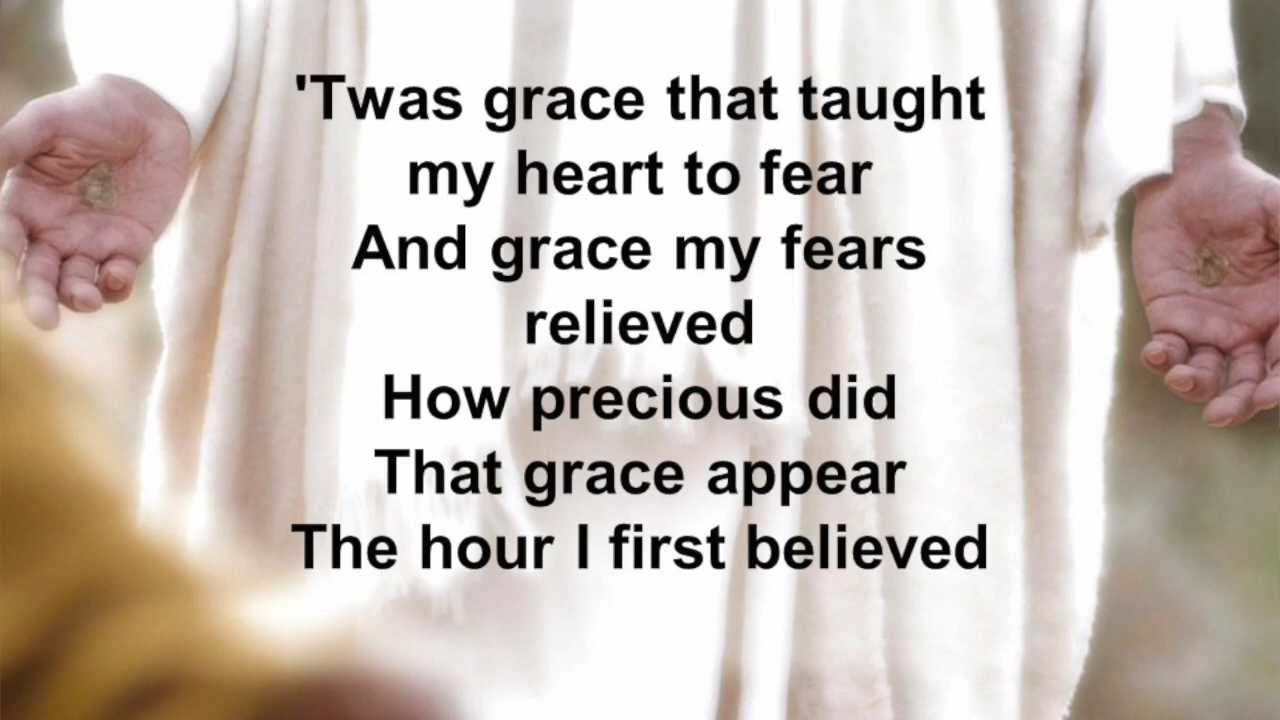 'Twas grace that taught
my heart to fear
And grace my fears
relieved
How precious did
That grace appear
The hour I first believed